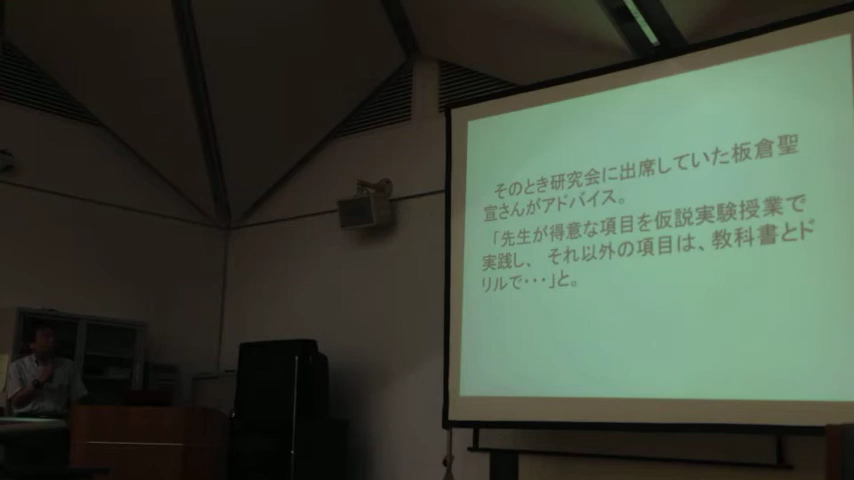 そのとき研究会に出席していた板倉聖
宣さんがアドバイス。
「先生が得意な項目を仮説実験授業で
実践し、 それ以外の項目は、教科書とド
リルで・・・」と。